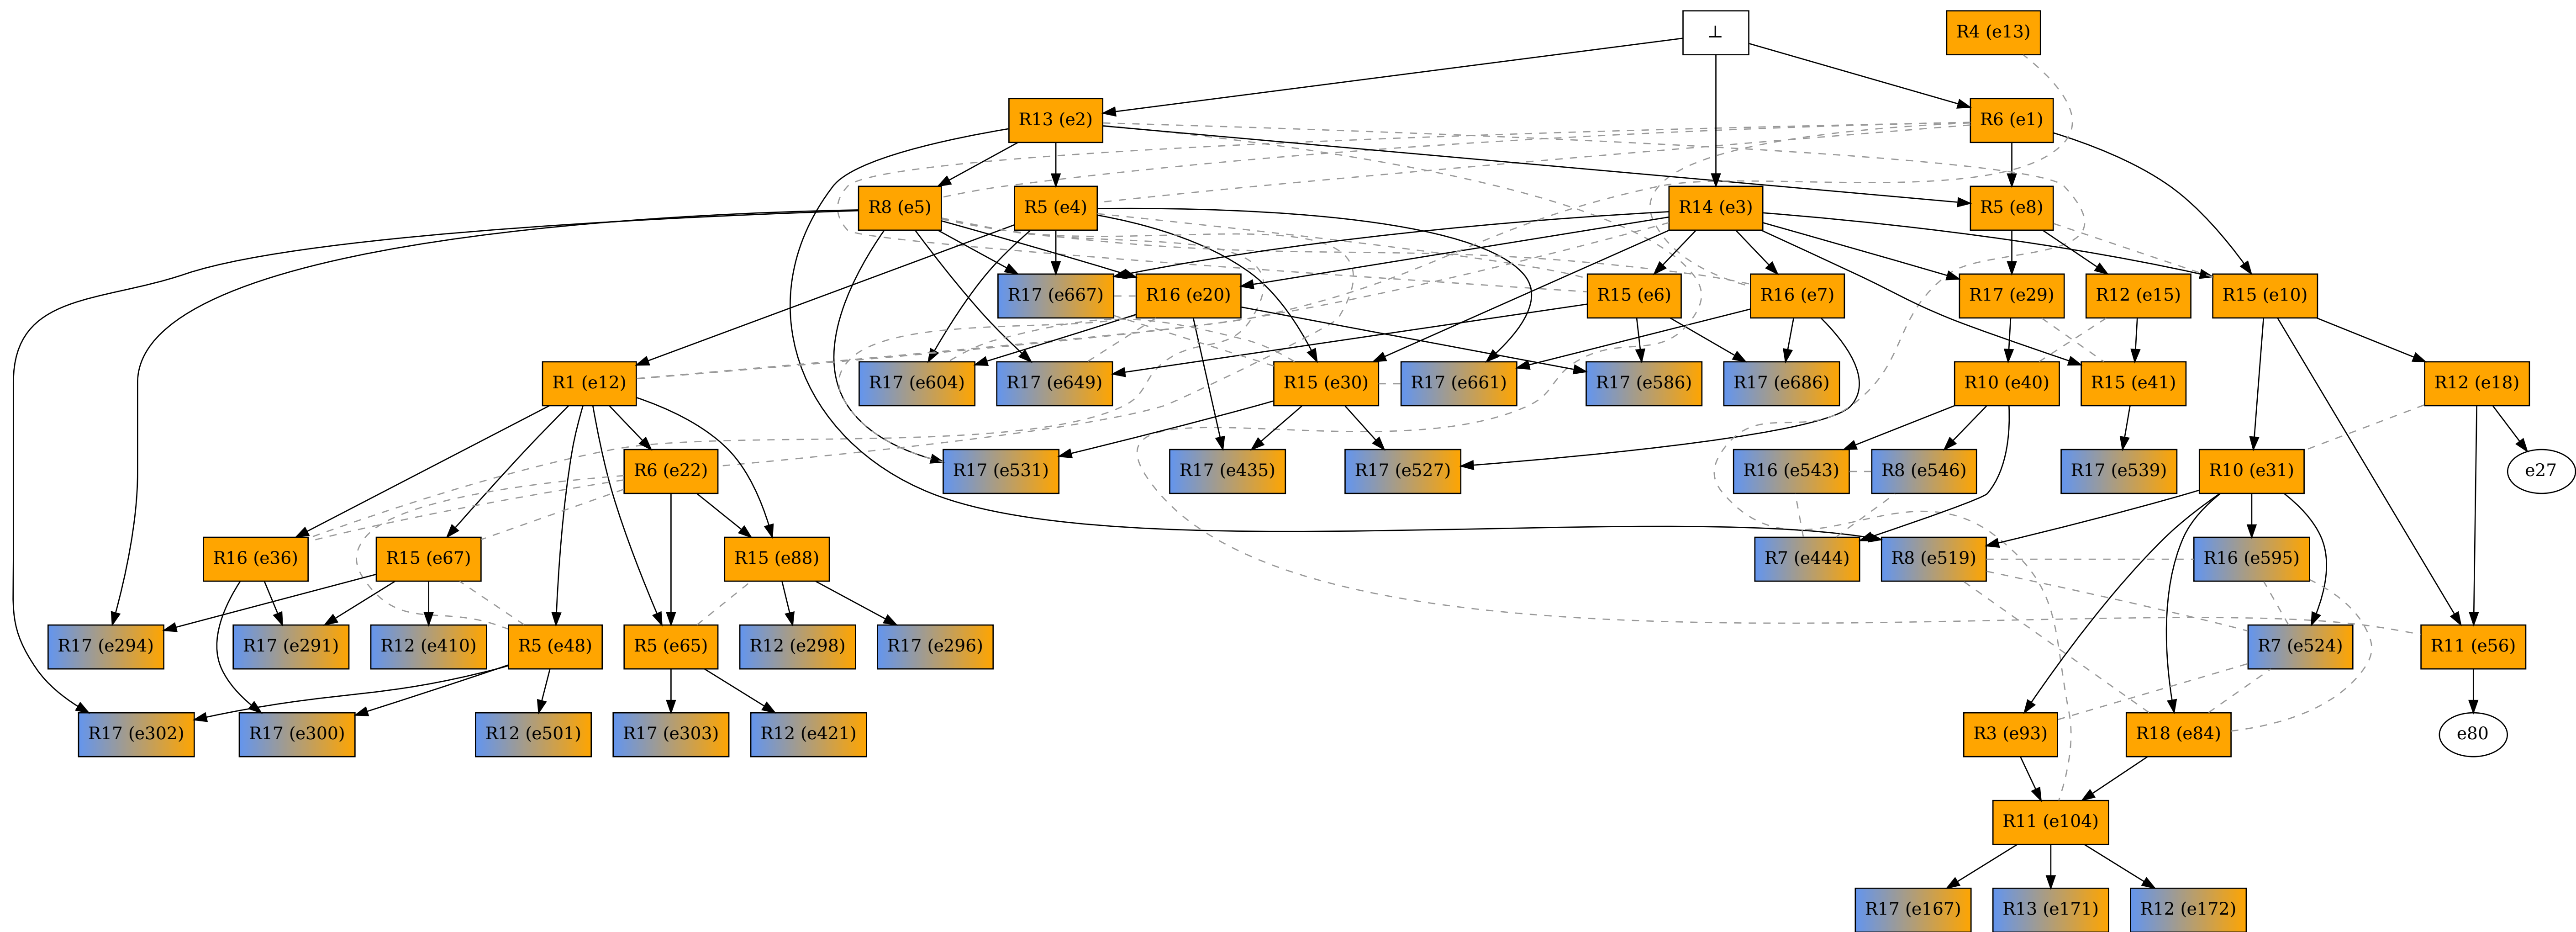 ⊥
R4 (e13)
R13 (e2)
R6 (e1)
R8 (e5)
R5 (e4)
R14 (e3)
R5 (e8)
R17 (e667)
R16 (e20)
R15 (e6)
R16 (e7)
R17 (e29)
R12 (e15)
R15 (e10)
R1 (e12)
R17 (e604)
R17 (e649)
R15 (e30)
R17 (e661)
R17 (e586)
R17 (e686)
R10 (e40)
R15 (e41)
R12 (e18)
R6 (e22)
R17 (e531)
R17 (e435)
R17 (e527)
R16 (e543)
R8 (e546)
R17 (e539)
R10 (e31)
e27
R16 (e36)
R15 (e67)
R15 (e88)
R7 (e444)
R8 (e519)
R16 (e595)
R17 (e294)
R17 (e291)
R12 (e410)
R5 (e48)
R5 (e65)
R12 (e298)
R17 (e296)
R7 (e524)
R11 (e56)
R17 (e302)
R17 (e300)
R12 (e501)
R17 (e303)
R12 (e421)
R3 (e93)
R18 (e84)
e80
R11 (e104)
R17 (e167)
R13 (e171)
R12 (e172)